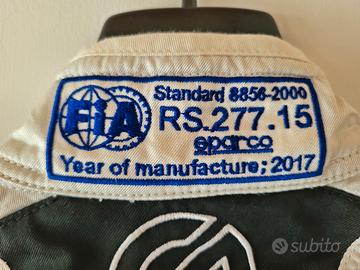 FiA
Standard 8856-2000
RS.277.15
sparco
Year of manufacture; 2017
subito